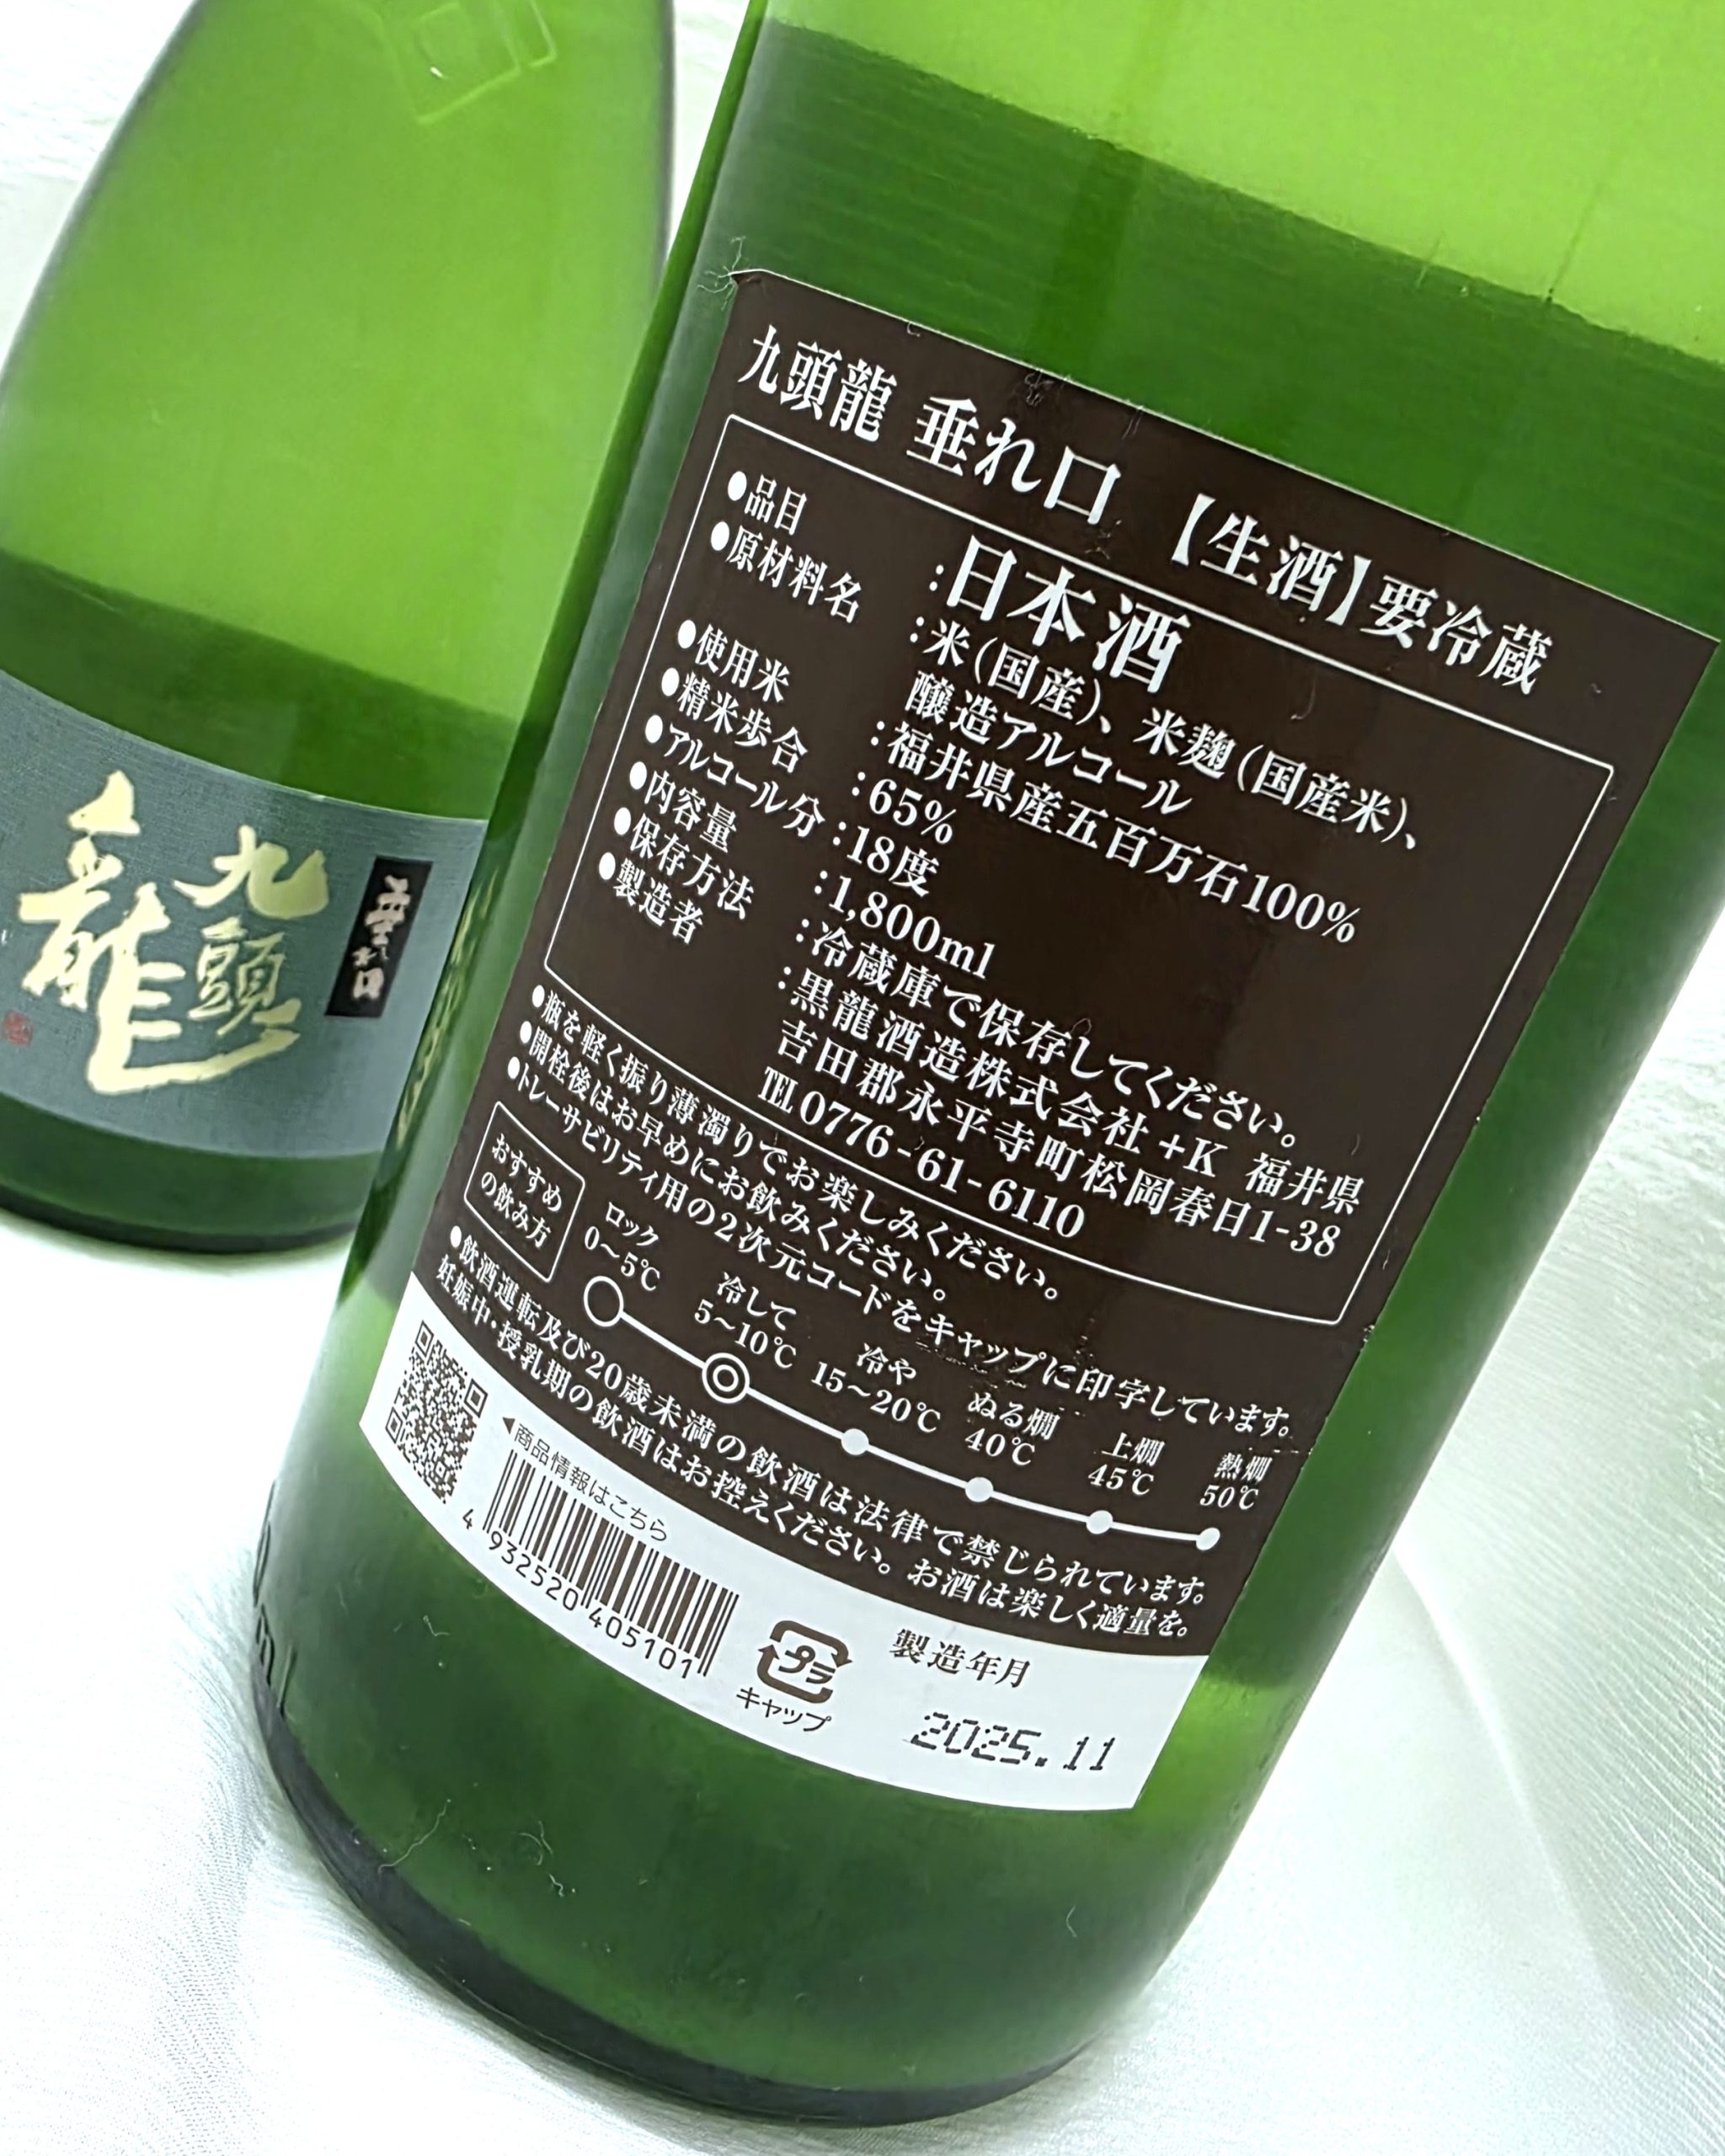 九頭龍 垂れ口 【生酒】要冷蔵
●品目 :日本酒
●原材料名 :米(国産)、米麹(国産米)、
醸造アルコール
●使用米 :福井県産五百万石100%
●精米歩合 :65%
●アルコール分 :18度
●内容量 :1,800ml
●保存方法 :冷蔵庫で保存してください。
●製造者 :黒龍酒造株式会社 +K 福井県
吉田郡永平寺町松岡春日1-38
℡ 0776-61-6110
●瓶を軽く振り薄濁りでお楽しみください。
●開栓後はお早めにお飲みください。
●トレーサビリティ用の2次元コードをキャップに印字しています。
おすすめ
の飲み方
ロック
0~5℃
冷して
5~10℃
冷や
15~20℃
ぬる燗
40℃
上燗
45℃
熱燗
50℃
●飲酒運転及び20歳未満の飲酒は法律で禁じられています。
妊娠中・授乳期の飲酒はお控えください。お酒は楽しく適量を。
◀商品情報はこちら
4 932520 405101
プラ
キャップ
製造年月
2025.11
九頭龍
垂れ口